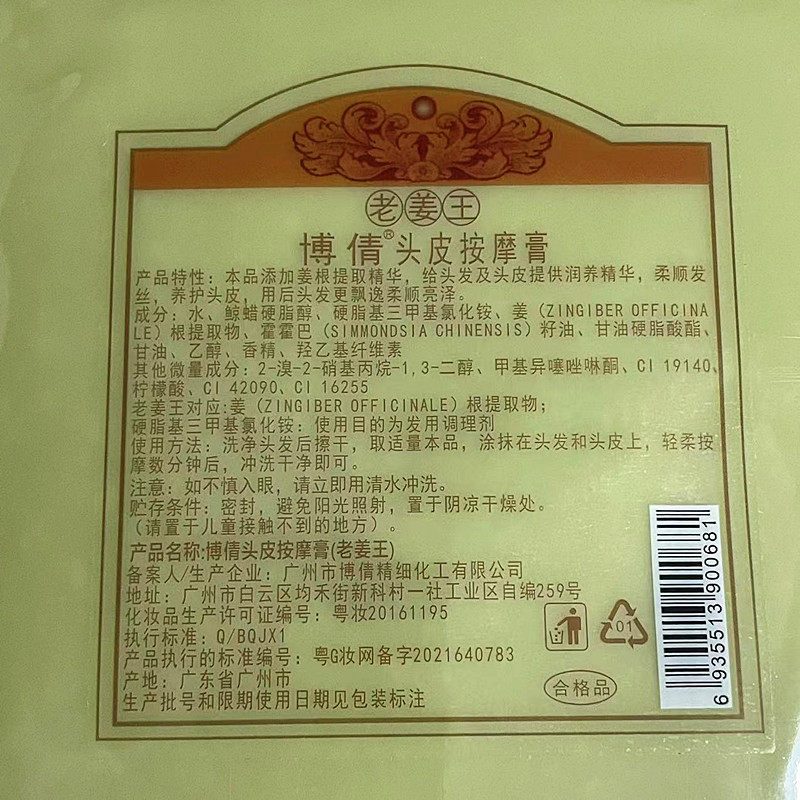 老姜王
博倩®头皮按摩膏
产品特性：本品添加姜根提取精华，给头发及头皮提供润养精华，柔顺发
丝，养护头皮，用后头发更飘逸柔顺亮泽。
成分：水、鲸蜡硬脂醇、硬脂基三甲基氯化铵、姜（ZINGIBER OFFICINA
LE）根提取物、霍霍巴（SIMMONDSIA CHINENSIS）籽油、甘油硬脂酸酯、
甘油、乙醇、香精、羟乙基纤维素
其他微量成分：2-溴-2-硝基丙烷-1,3-二醇、甲基异噻唑啉酮、CI 19140、
柠檬酸、CI 42090、CI 16255
老姜王对应:姜（ZINGIBER OFFICINALE）根提取物；
硬脂基三甲基氯化铵：使用目的为发用调理剂
使用方法：洗净头发后擦干，取适量本品，涂抹在头发和头皮上，轻柔按
摩数分钟后，冲洗干净即可。
注意：如不慎入眼，请立即用清水冲洗。
贮存条件：密封，避免阳光照射，置于阴凉干燥处。
（请置于儿童接触不到的地方）。
产品名称:博倩头皮按摩膏(老姜王)
备案人/生产企业：广州市博倩精细化工有限公司
地址：广州市白云区均禾街新科村一社工业区自编259号
化妆品生产许可证编号：粤妆20161195
执行标准：Q/BQJX1
产品执行的标准编号：粤G妆网备字2021640783
产地：广东省广州市
生产批号和限期使用日期见包装标注
01
合格品
6 935513 900681